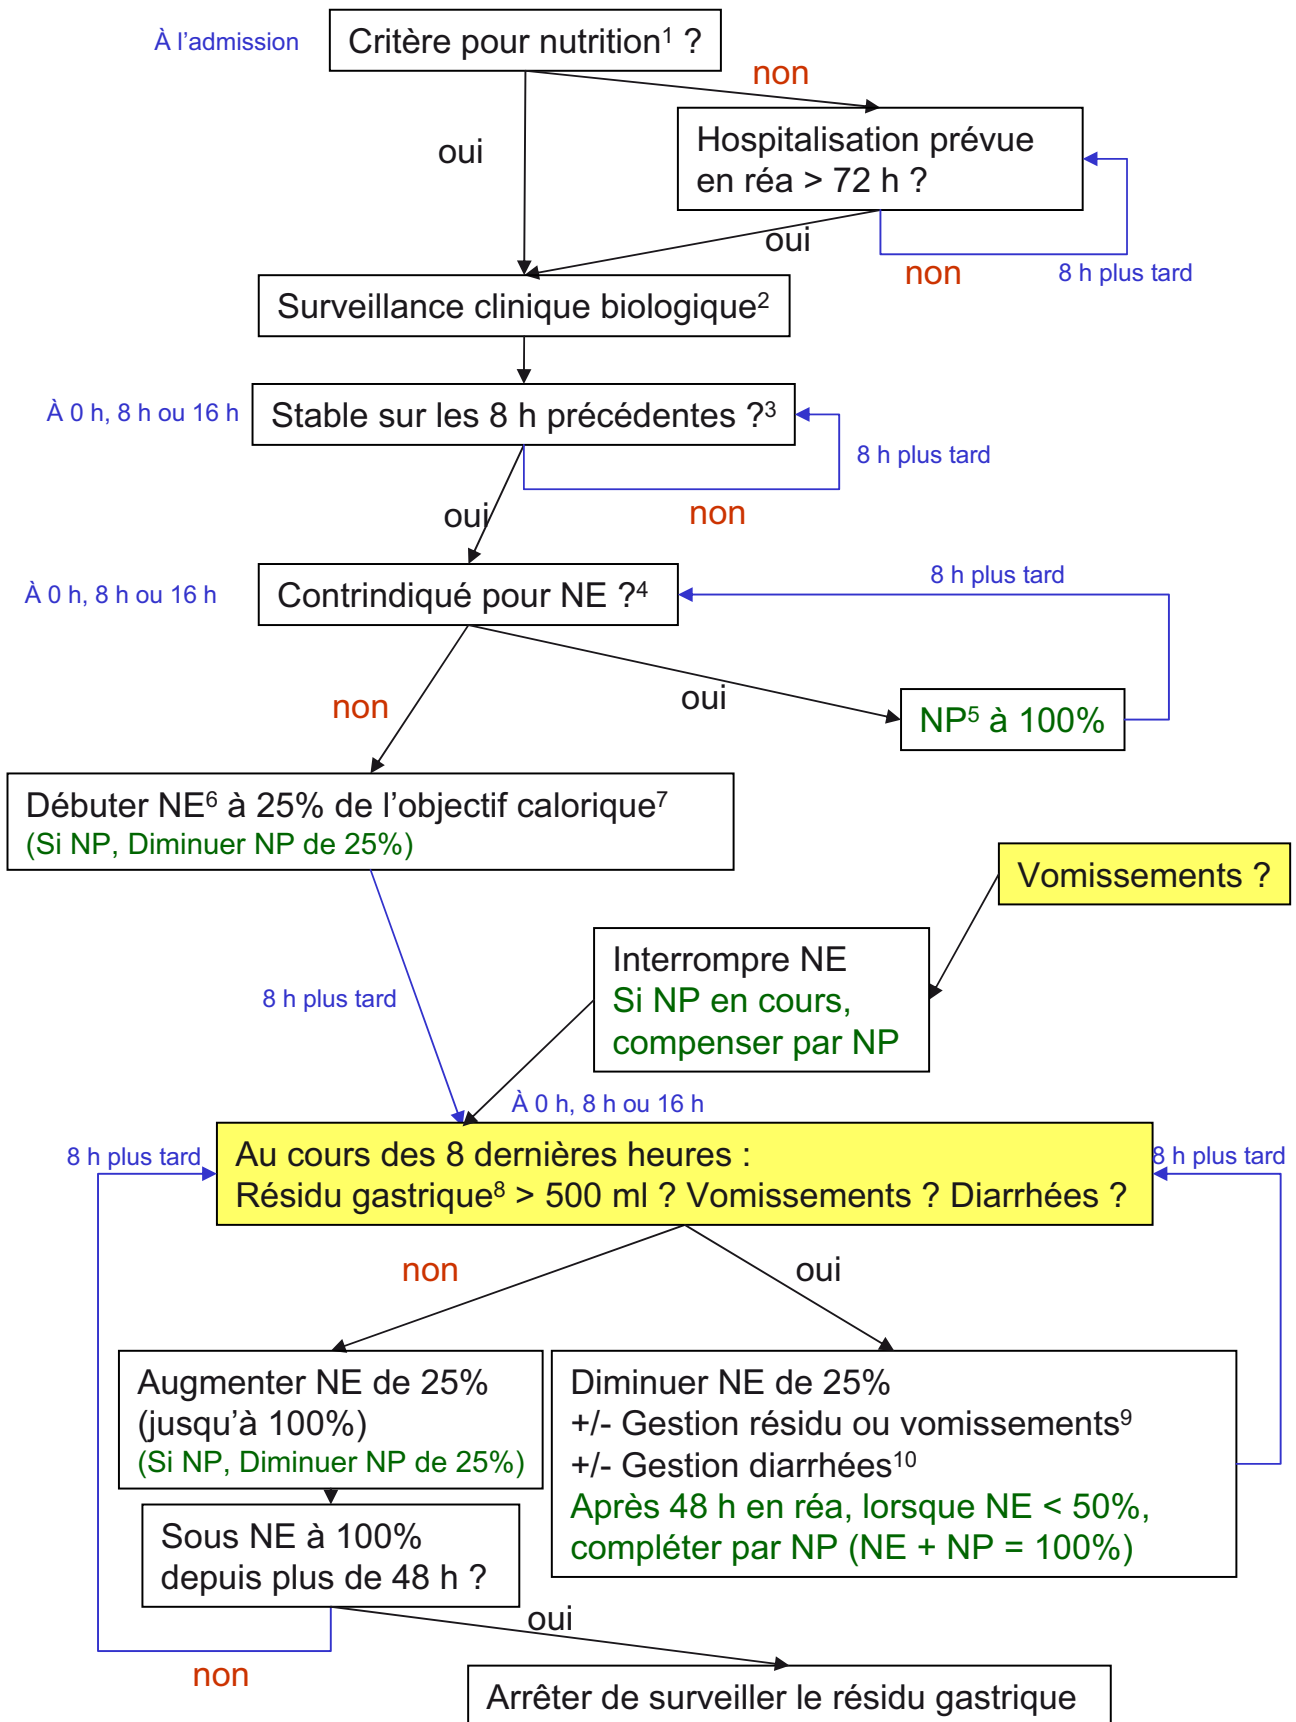 À l’admission
Critère pour nutrition¹ ?
non
Hospitalisation prévue
en réa > 72 h ?
oui
oui
non
8 h plus tard
Surveillance clinique biologique²
À 0 h, 8 h ou 16 h
Stable sur les 8 h précédentes ?³
8 h plus tard
oui
non
À 0 h, 8 h ou 16 h
Contrindiqué pour NE ?⁴
8 h plus tard
non
oui
NP⁵ à 100%
Débuter NE⁶ à 25% de l’objectif calorique⁷
(Si NP, Diminuer NP de 25%)
Vomissements ?
Interrompre NE
Si NP en cours,
compenser par NP
8 h plus tard
À 0 h, 8 h ou 16 h
8 h plus tard
8 h plus tard
Au cours des 8 dernières heures :
Résidu gastrique⁸ > 500 ml ? Vomissements ? Diarrhées ?
non
oui
Augmenter NE de 25%
(jusqu’à 100%)
(Si NP, Diminuer NP de 25%)
Diminuer NE de 25%
+/- Gestion résidu ou vomissements⁹
+/- Gestion diarrhées¹⁰
Après 48 h en réa, lorsque NE < 50%,
compléter par NP (NE + NP = 100%)
Sous NE à 100%
depuis plus de 48 h ?
oui
non
Arrêter de surveiller le résidu gastrique